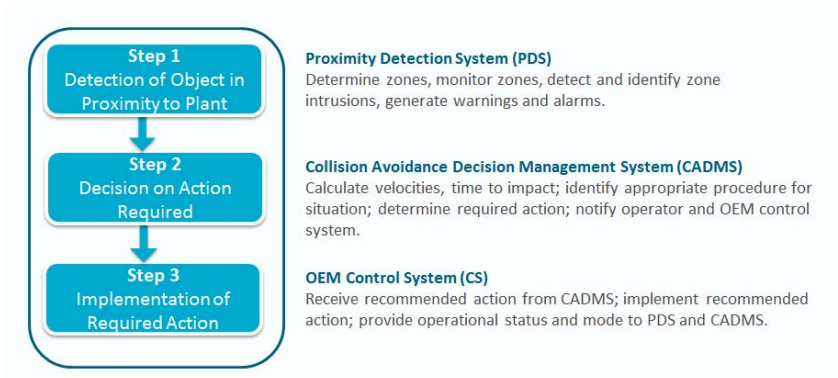 Step 1
Detection of Object in
Proximity to Plant
Proximity Detection System (PDS)
Determine zones, monitor zones, detect and identify zone
intrusions, generate warnings and alarms.
Step 2
Decision on Action
Required
Collision Avoidance Decision Management System (CADMS)
Calculate velocities, time to impact; identify appropriate procedure for
situation; determine required action; notify operator and OEM control
system.
Step 3
Implementation of
Required Action
OEM Control System (CS)
Receive recommended action from CADMS; implement recommended
action; provide operational status and mode to PDS and CADMS.